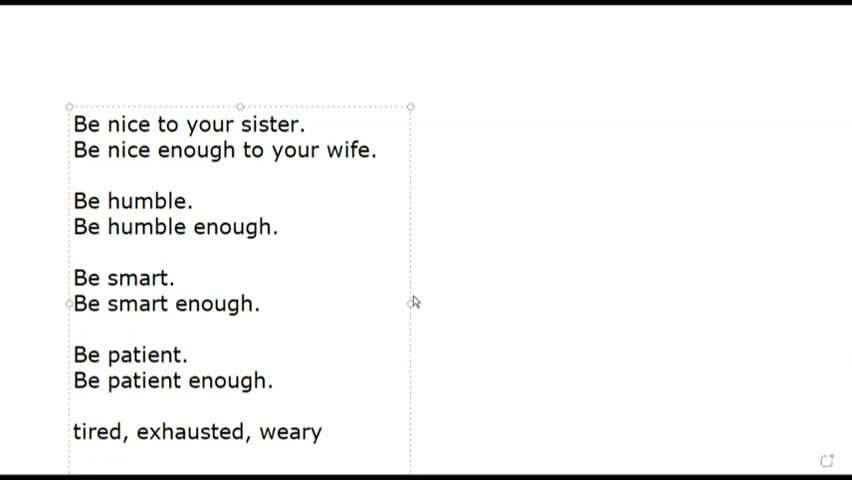 Be nice to your sister.
Be nice enough to your wife.
Be humble.
Be humble enough.
Be smart.
Be smart enough.
Be patient.
Be patient enough.
tired, exhausted, weary